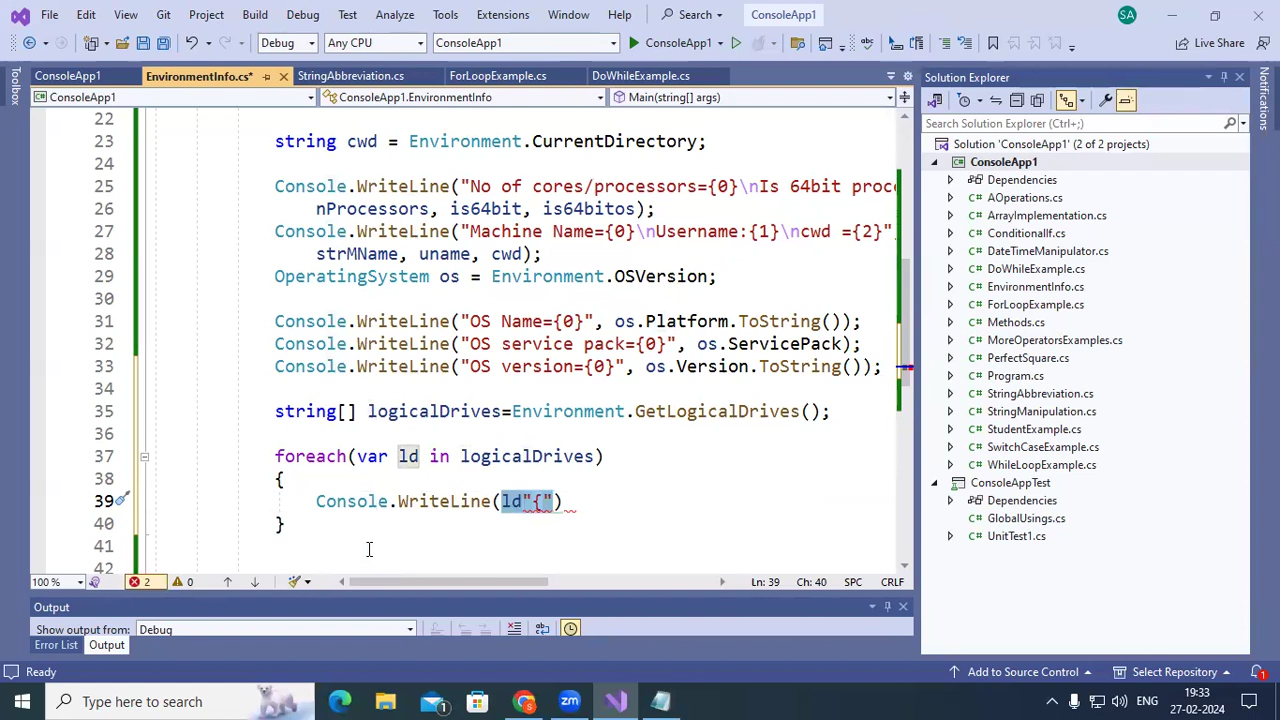 File Edit View Git Project Build Debug Test Analyze Tools Extensions Window Help Search ConsoleApp1 SA
Debug Any CPU ConsoleApp1 ConsoleApp1 Live Share
Toolbox
ConsoleApp1 EnvironmentInfo.cs* StringAbbreviation.cs ForLoopExample.cs DoWhileExample.cs
ConsoleApp1 ConsoleApp1.EnvironmentInfo Main(string[] args)
22
23 string cwd = Environment.CurrentDirectory;
24
25 Console.WriteLine("No of cores/processors={0}\nIs 64bit proce
26 nProcessors, is64bit, is64bitos);
27 Console.WriteLine("Machine Name={0}\nUsername:{1}\ncwd ={2}"
28 strMName, uname, cwd);
29 OperatingSystem os = Environment.OSVersion;
31 Console.WriteLine("OS Name={0}", os.Platform.ToString());
32 Console.WriteLine("OS service pack={0}", os.ServicePack);
33 Console.WriteLine("OS version={0}", os.Version.ToString());
34
35 string[] logicalDrives=Environment.GetLogicalDrives();
36
37 foreach(var ld in logicalDrives)
38 {
39 Console.WriteLine(ld"{")
40 }
41
42
100 % 2 0 Ln: 39 Ch: 40 SPC CRLF
Output
Show output from: Debug
Error List Output
Solution Explorer
Search Solution Explorer (Ctrl+;)
Solution 'ConsoleApp1' (2 of 2 projects)
ConsoleApp1
Dependencies
AOperations.cs
ArrayImplementation.cs
ConditionalIf.cs
DateTimeManipulator.cs
DoWhileExample.cs
EnvironmentInfo.cs
ForLoopExample.cs
Methods.cs
MoreOperatorsExamples.cs
PerfectSquare.cs
Program.cs
StringAbbreviation.cs
StringManipulation.cs
StudentExample.cs
SwitchCaseExample.cs
WhileLoopExample.cs
ConsoleAppTest
GlobalUsings.cs
UnitTest1.cs
Notifications
Ready Add to Source Control Select Repository 1
Type here to search 1 ENG 19:33
27-02-2024